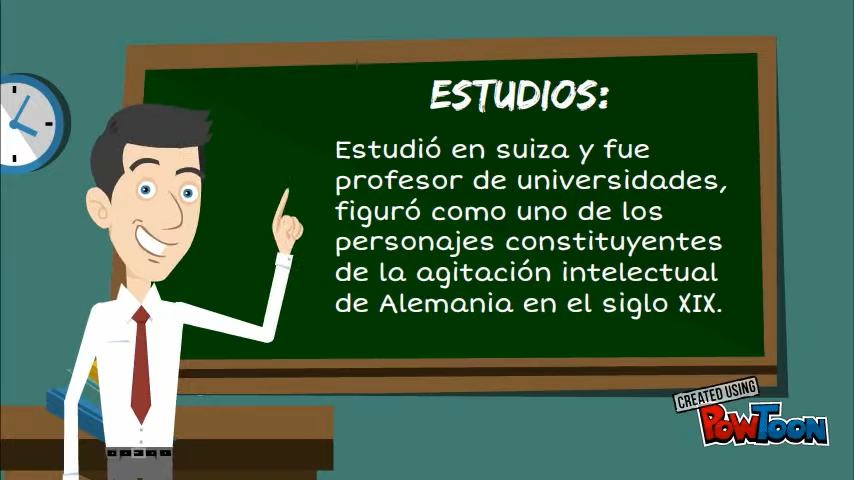 ESTUDIOS:
Estudió en suiza y fue
profesor de universidades,
figuró como uno de los
personajes constituyentes
de la agitación intelectual
de Alemania en el siglo XIX.
CREATED USING
POWTOON